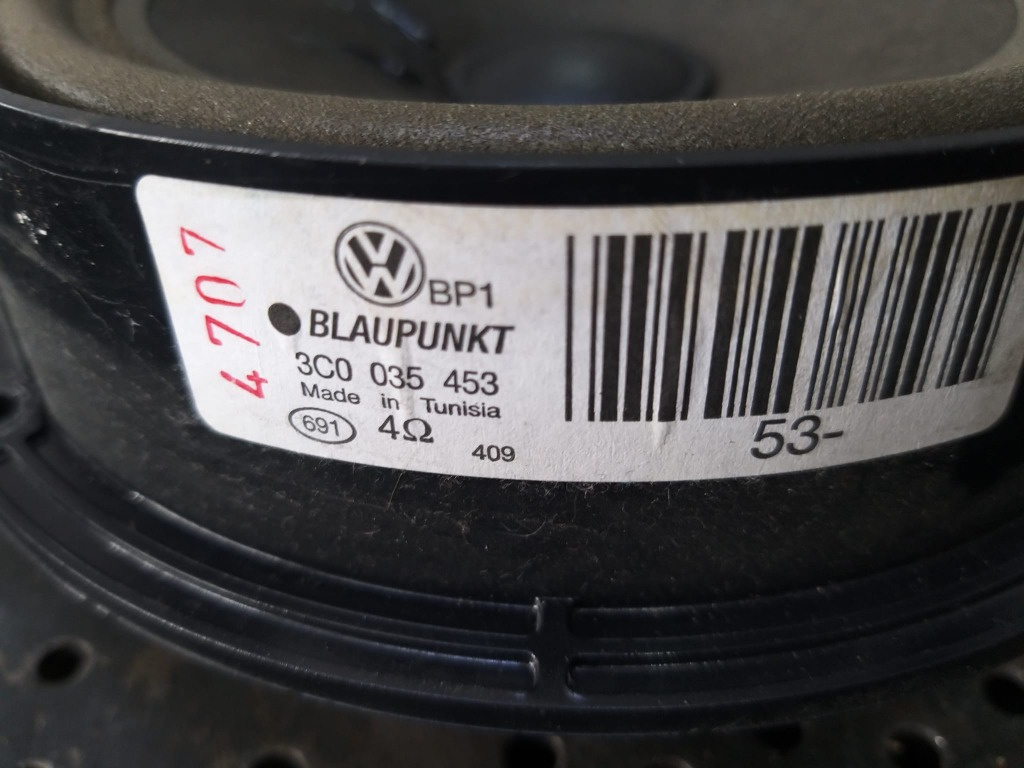 4707
BP1
BLAUPUNKT
3C0 035 453
Made in Tunisia
691 4Ω
409
53-